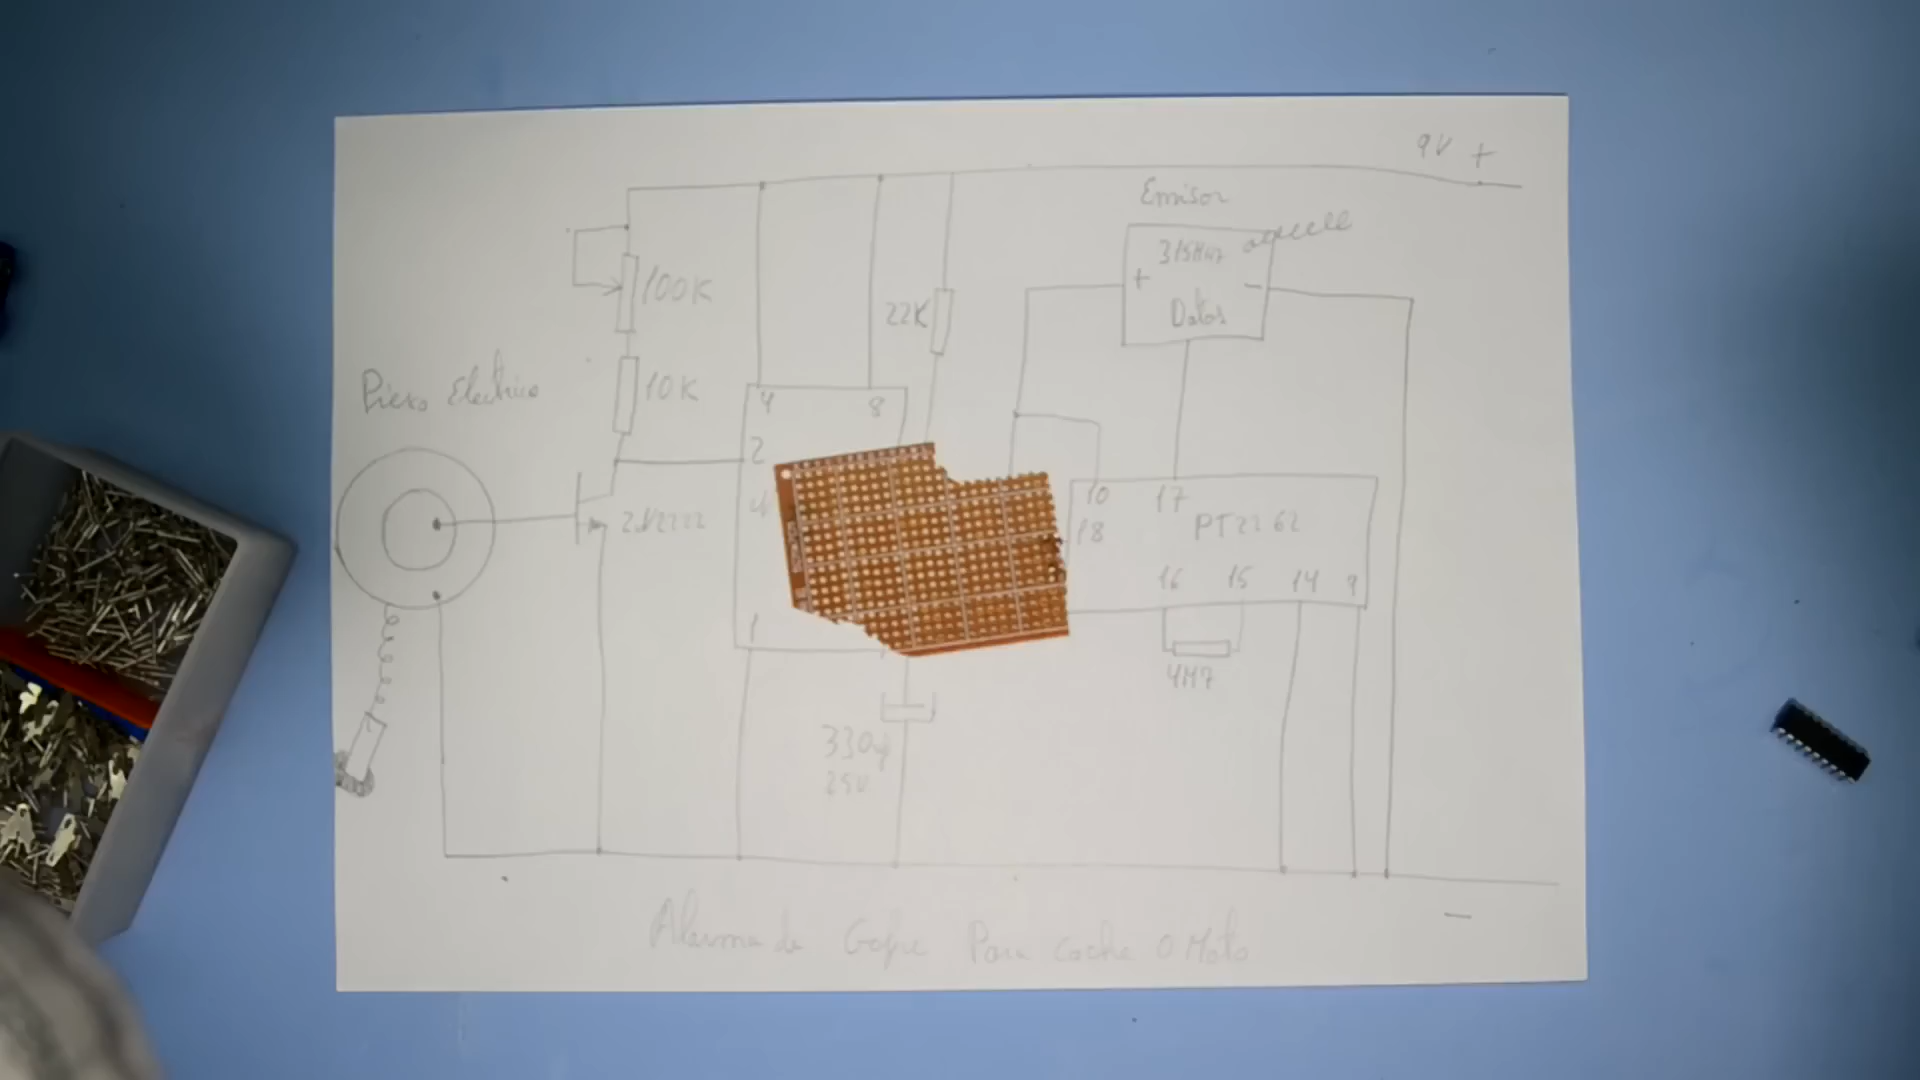 9V +
Emisor
315MHz
+ -
Datos
100K
22K
10K
Piezo Electrico
4 8
2
2N2222
10 17
18 PT2262
16 15 14 9
1
4M7
330µf
25V
-
Alarma de Golpe Para coche o Moto